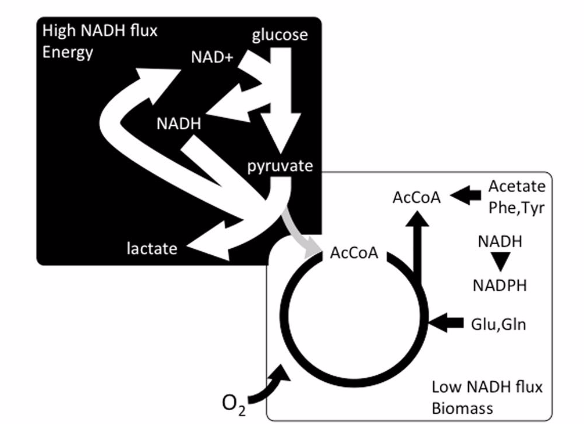 High NADH flux
Energy
glucose
NAD+
NADH
pyruvate
lactate
AcCoA
Acetate
Phe,Tyr
NADH
NADPH
AcCoA
Glu,Gln
O2
Low NADH flux
Biomass